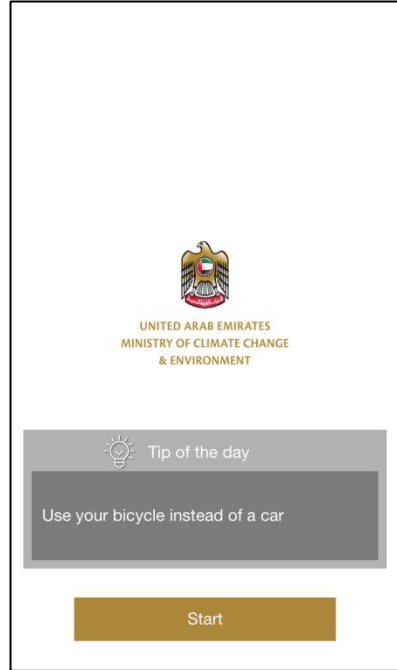 UNITED ARAB EMIRATES
MINISTRY OF CLIMATE CHANGE
& ENVIRONMENT
Tip of the day
Use your bicycle instead of a car
Start